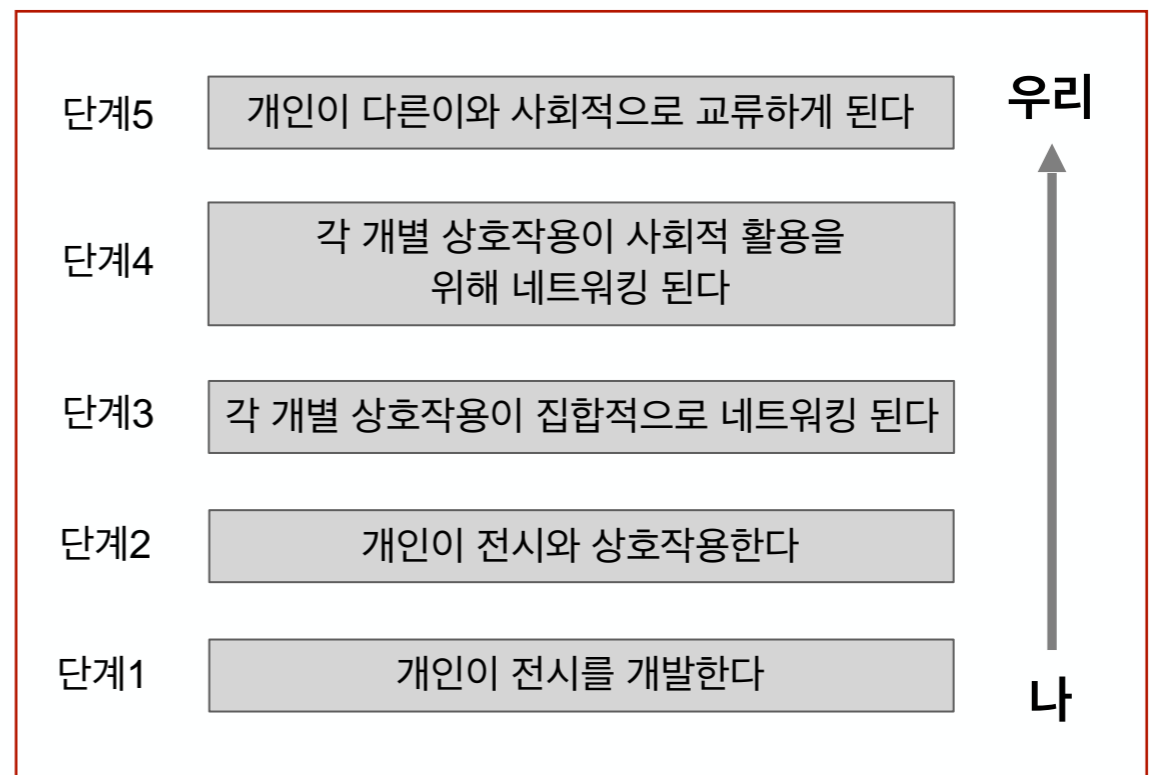 단계5
개인이 다른이와 사회적으로 교류하게 된다
우리
단계4
각 개별 상호작용이 사회적 활용을
위해 네트워킹 된다
단계3
각 개별 상호작용이 집합적으로 네트워킹 된다
단계2
개인이 전시와 상호작용한다
단계1
개인이 전시를 개발한다
나